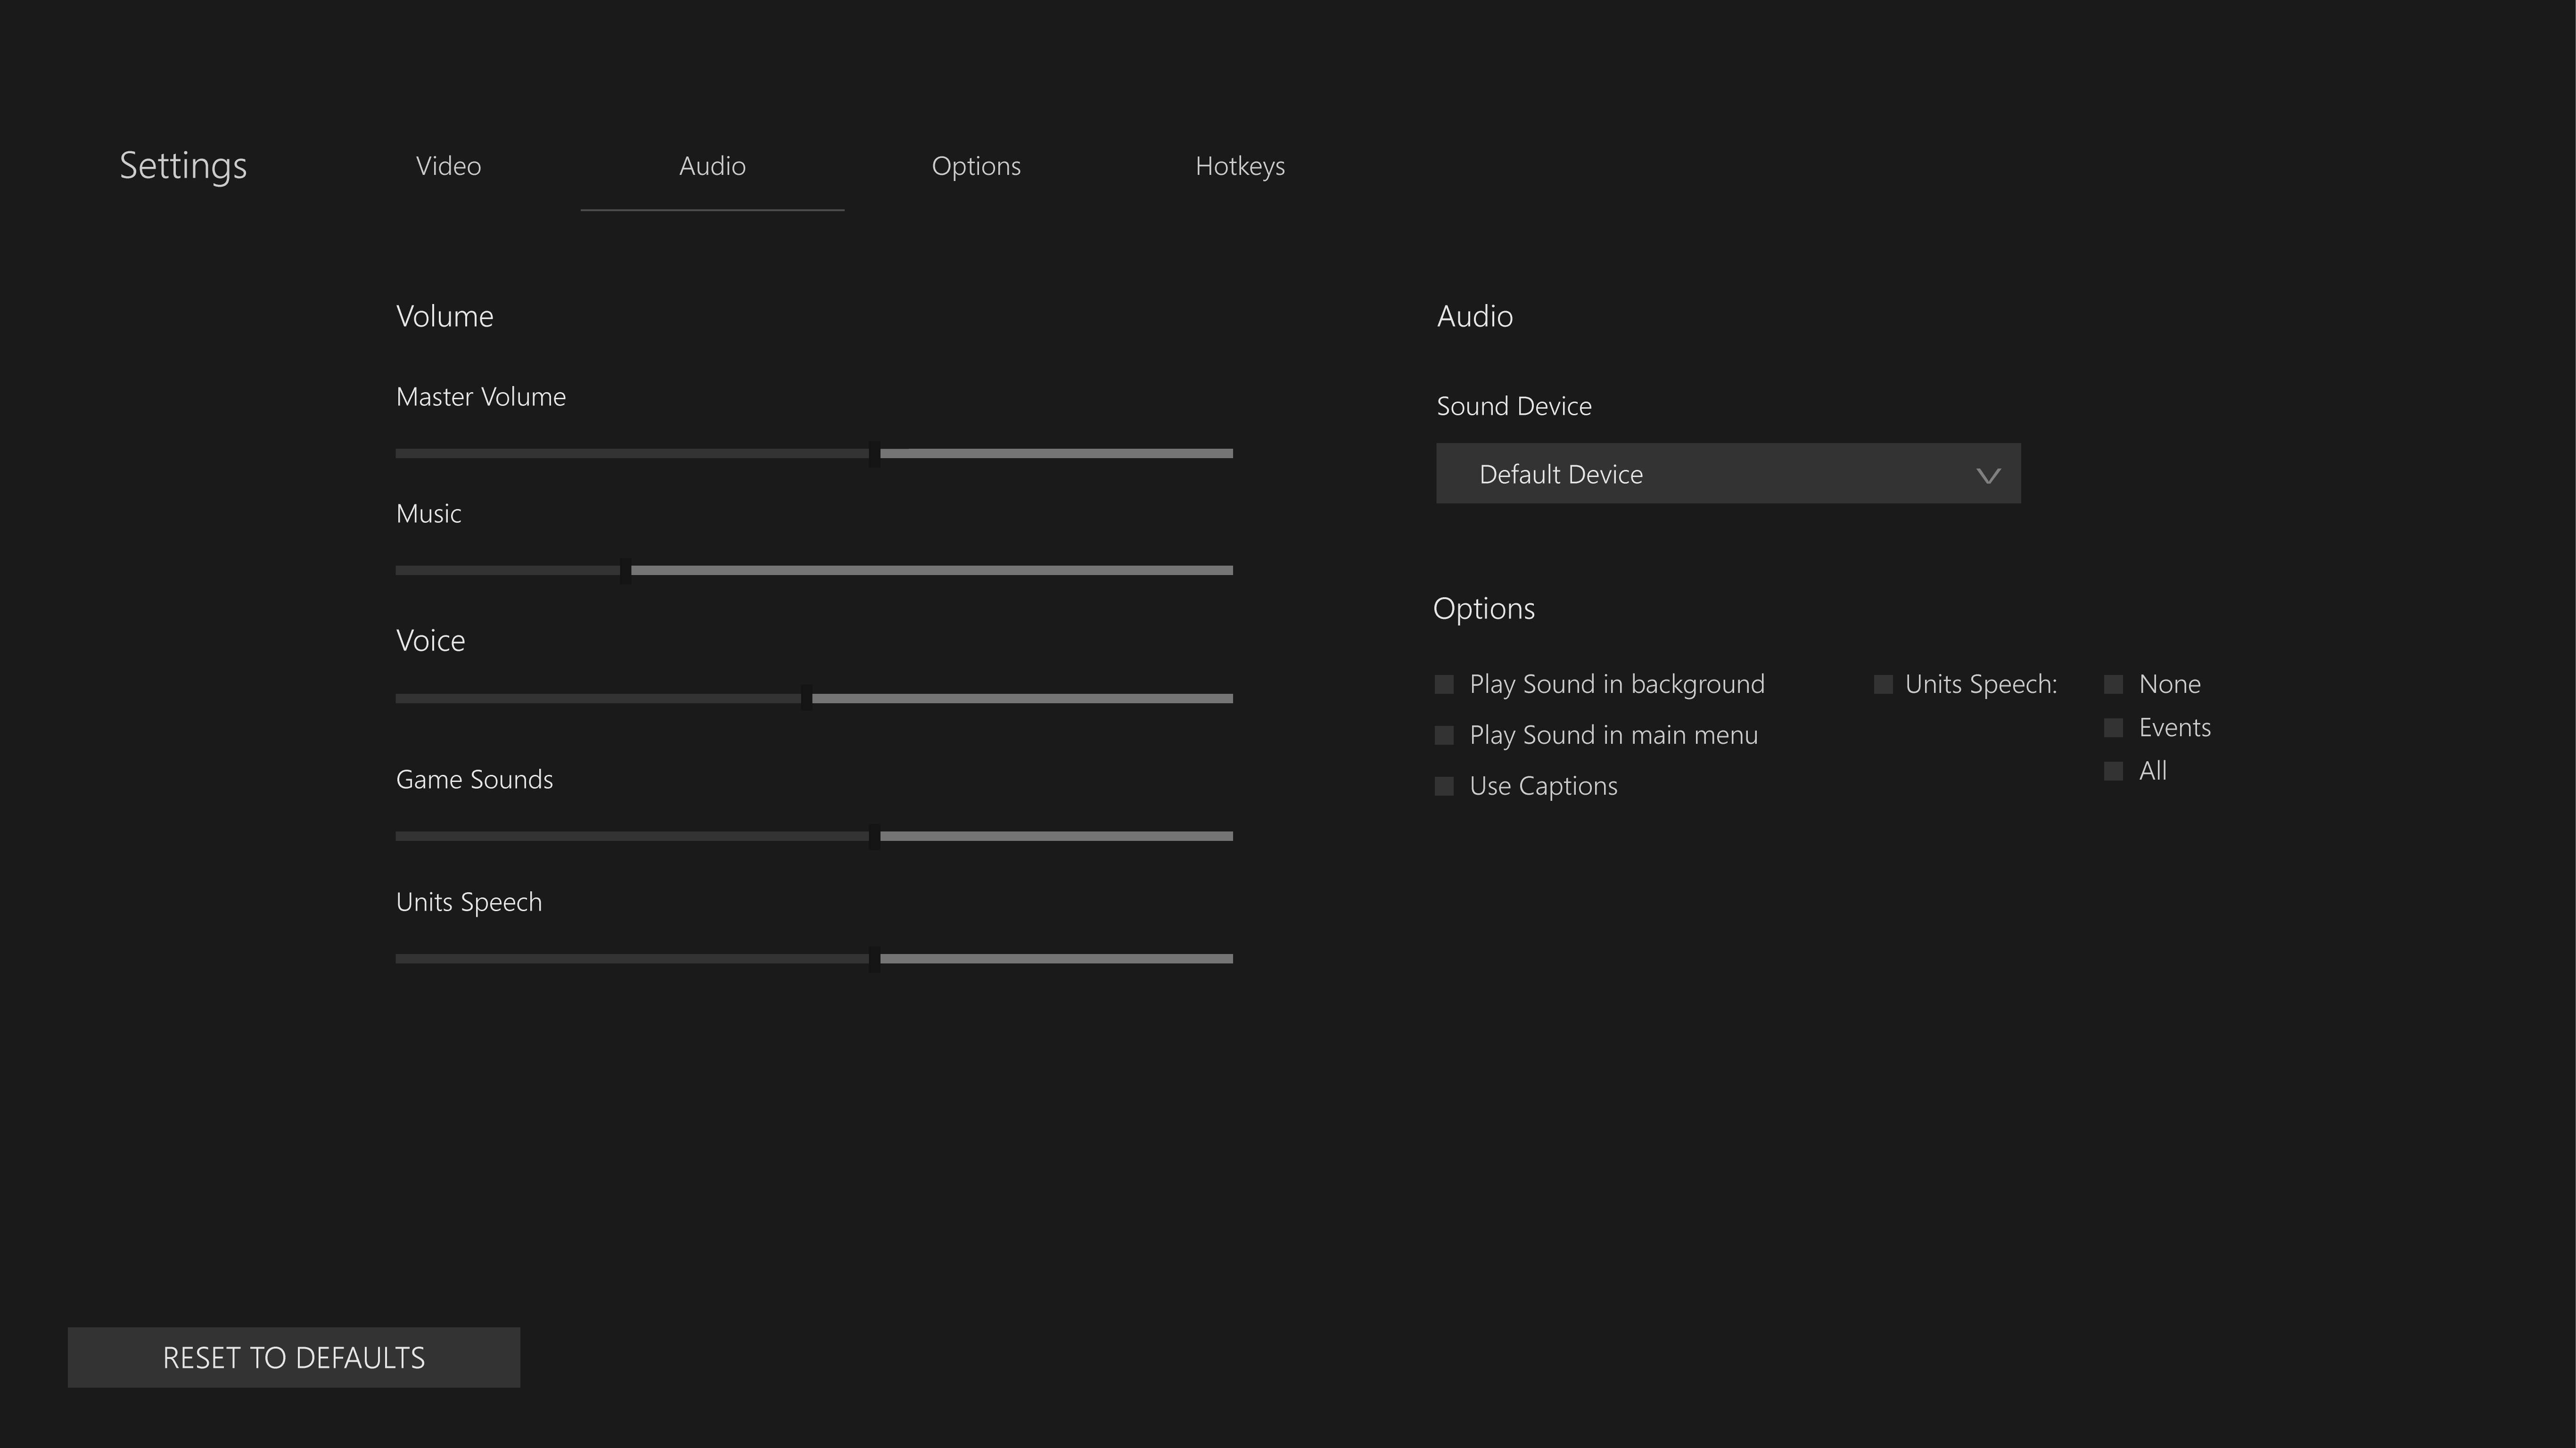 Settings
Video
Audio
Options
Hotkeys
Volume
Master Volume
Music
Voice
Game Sounds
Units Speech
Audio
Sound Device
Default Device
Options
Play Sound in background
Play Sound in main menu
Use Captions
Units Speech:
None
Events
All
RESET TO DEFAULTS